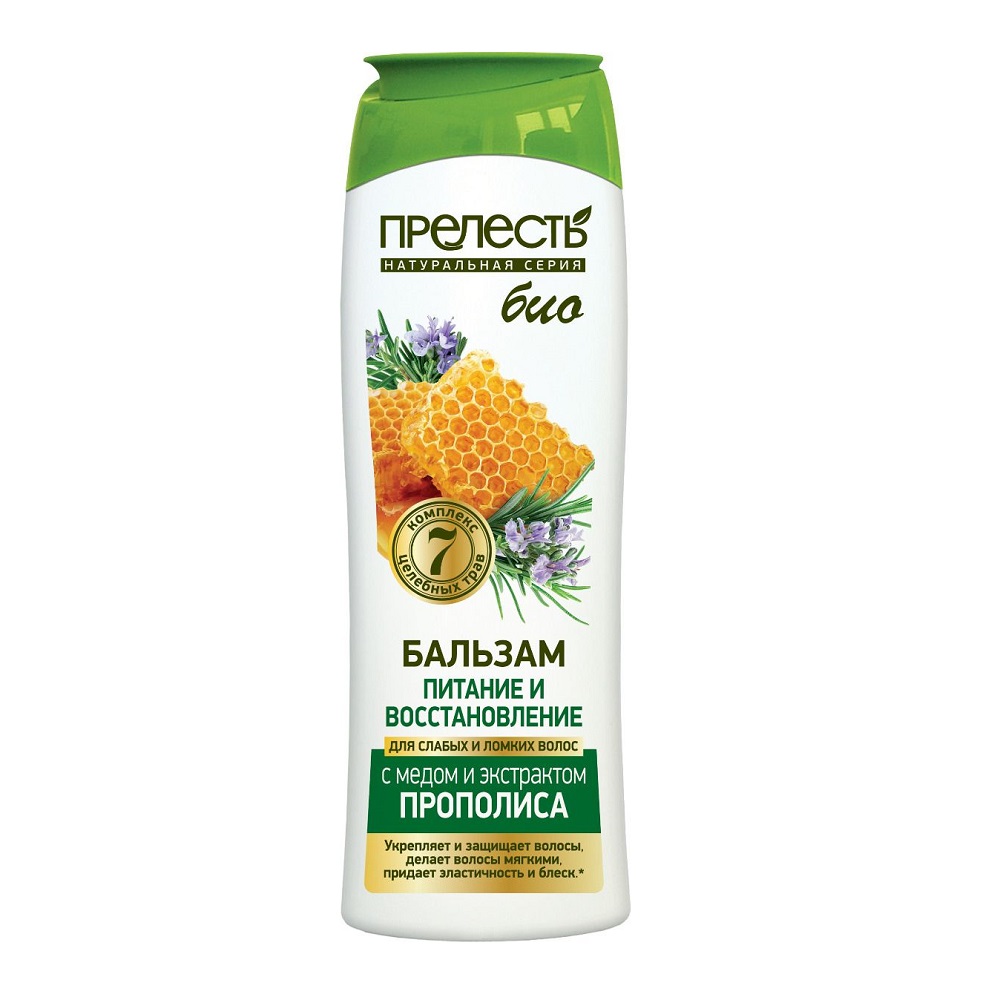 ПРЕЛЕСТЬ
НАТУРАЛЬНАЯ СЕРИЯ
био
КОМПЛЕКС
7
целебных трав
БАЛЬЗАМ
ПИТАНИЕ И
ВОССТАНОВЛЕНИЕ
ДЛЯ СЛАБЫХ И ЛОМКИХ ВОЛОС
С МЕДОМ И ЭКСТРАКТОМ
ПРОПОЛИСА
Укрепляет и защищает волосы,
делает волосы мягкими,
придает эластичность и блеск.*